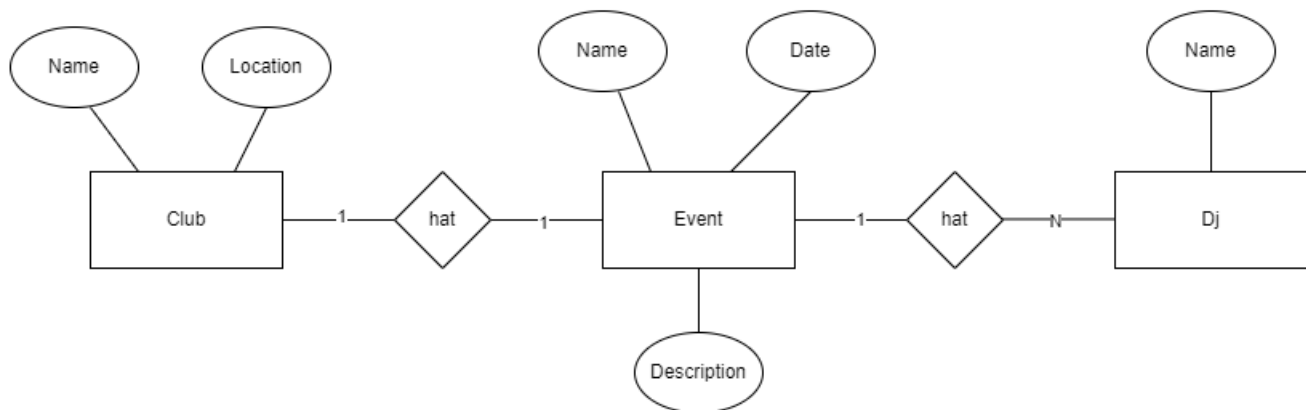 Name
Location
Name
Date
Name
Club
1
hat
1
Event
1
hat
N
Dj
Description